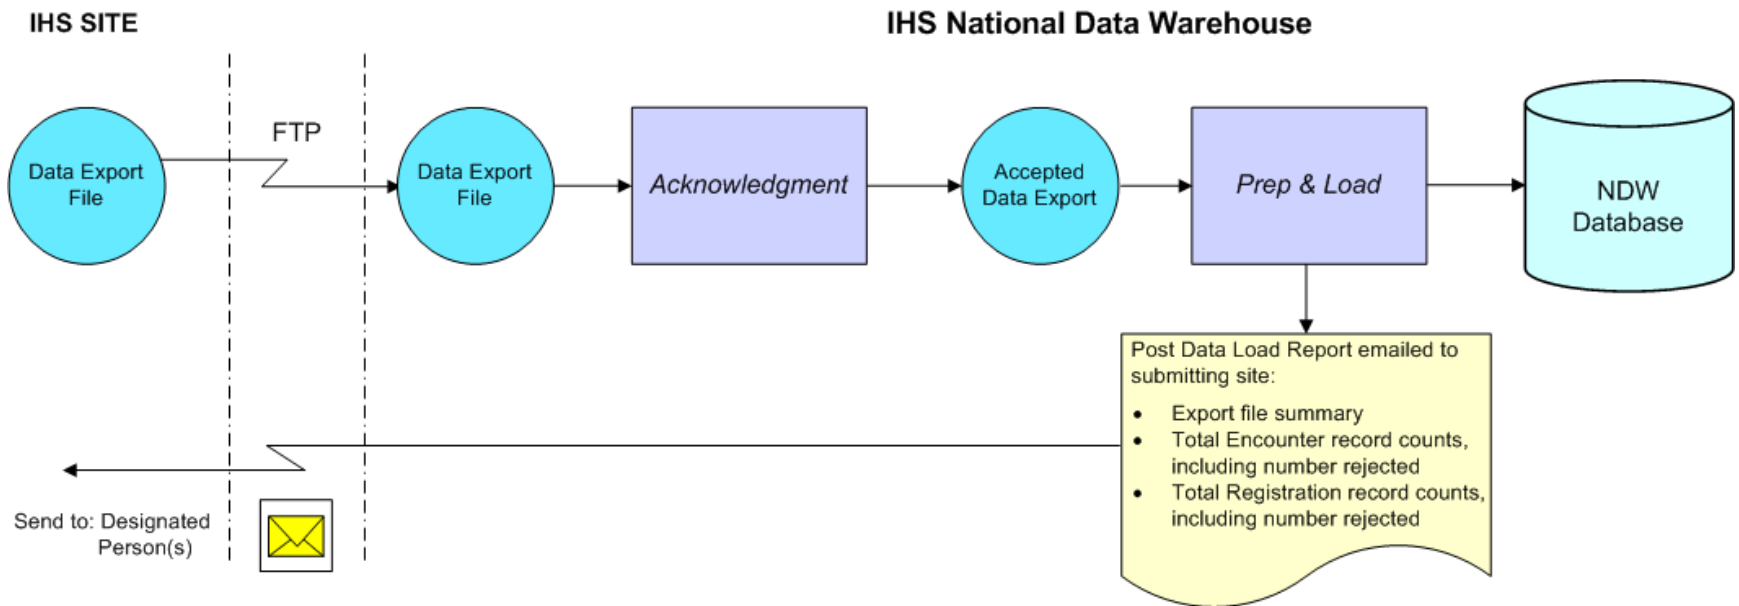 IHS SITE
IHS National Data Warehouse
FTP
Data Export
File
Data Export
File
Acknowledgment
Accepted
Data Export
Prep & Load
NDW
Database
Post Data Load Report emailed to
submitting site:
• Export file summary
• Total Encounter record counts,
including number rejected
• Total Registration record counts,
including number rejected
Send to: Designated
Person(s)